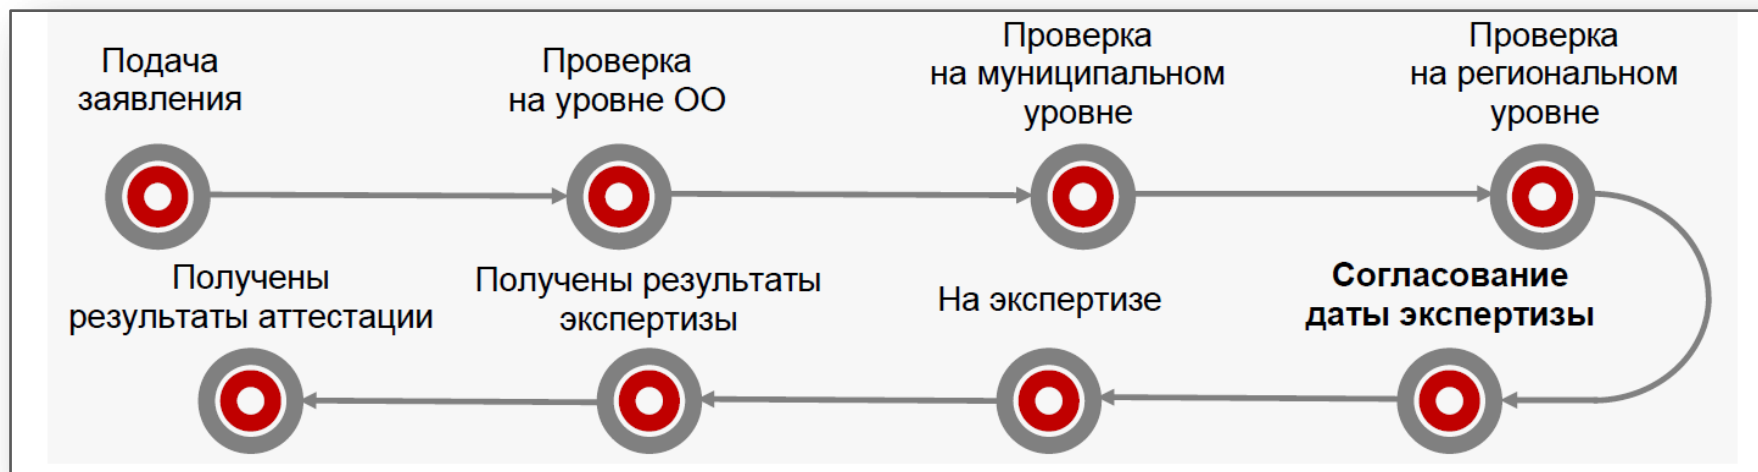 Подача
заявления
Проверка
на уровне ОО
Проверка
на муниципальном
уровне
Проверка
на региональном
уровне
Получены
результаты аттестации
Получены результаты
экспертизы
На экспертизе
Согласование
даты экспертизы